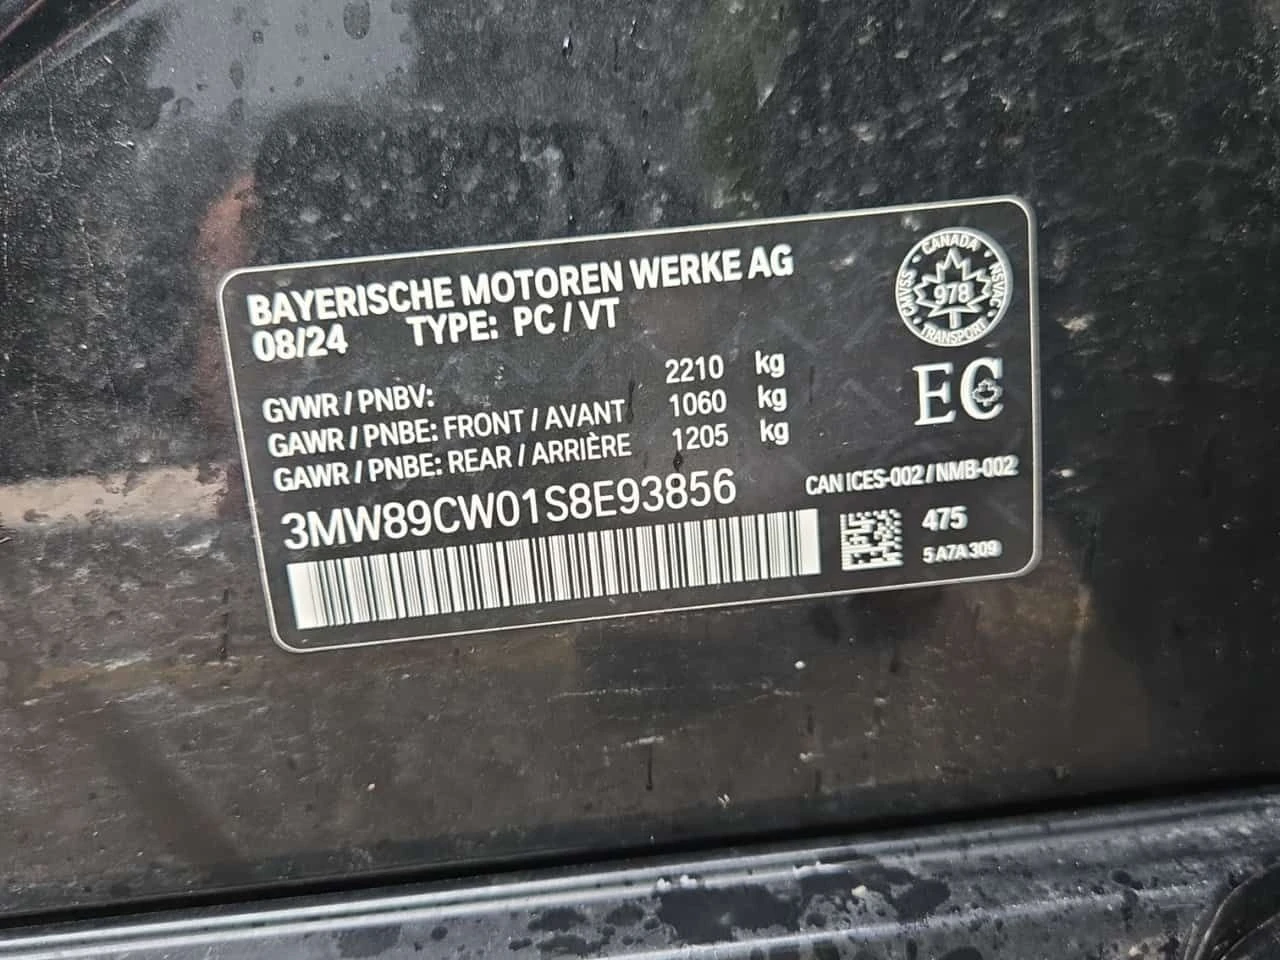 BAYERISCHE MOTOREN WERKE AG
08/24 TYPE: PC / VT
GVWR / PNBV: 2210 kg
GAWR / PNBE: FRONT / AVANT 1060 kg
GAWR / PNBE: REAR / ARRIÈRE 1205 kg
3MW89CW01S8E93856
CANADA
CMVSS
978
NSVAC
TRANSPORT
EC
CAN ICES-002 / NMB-002
475
5 A7A 309